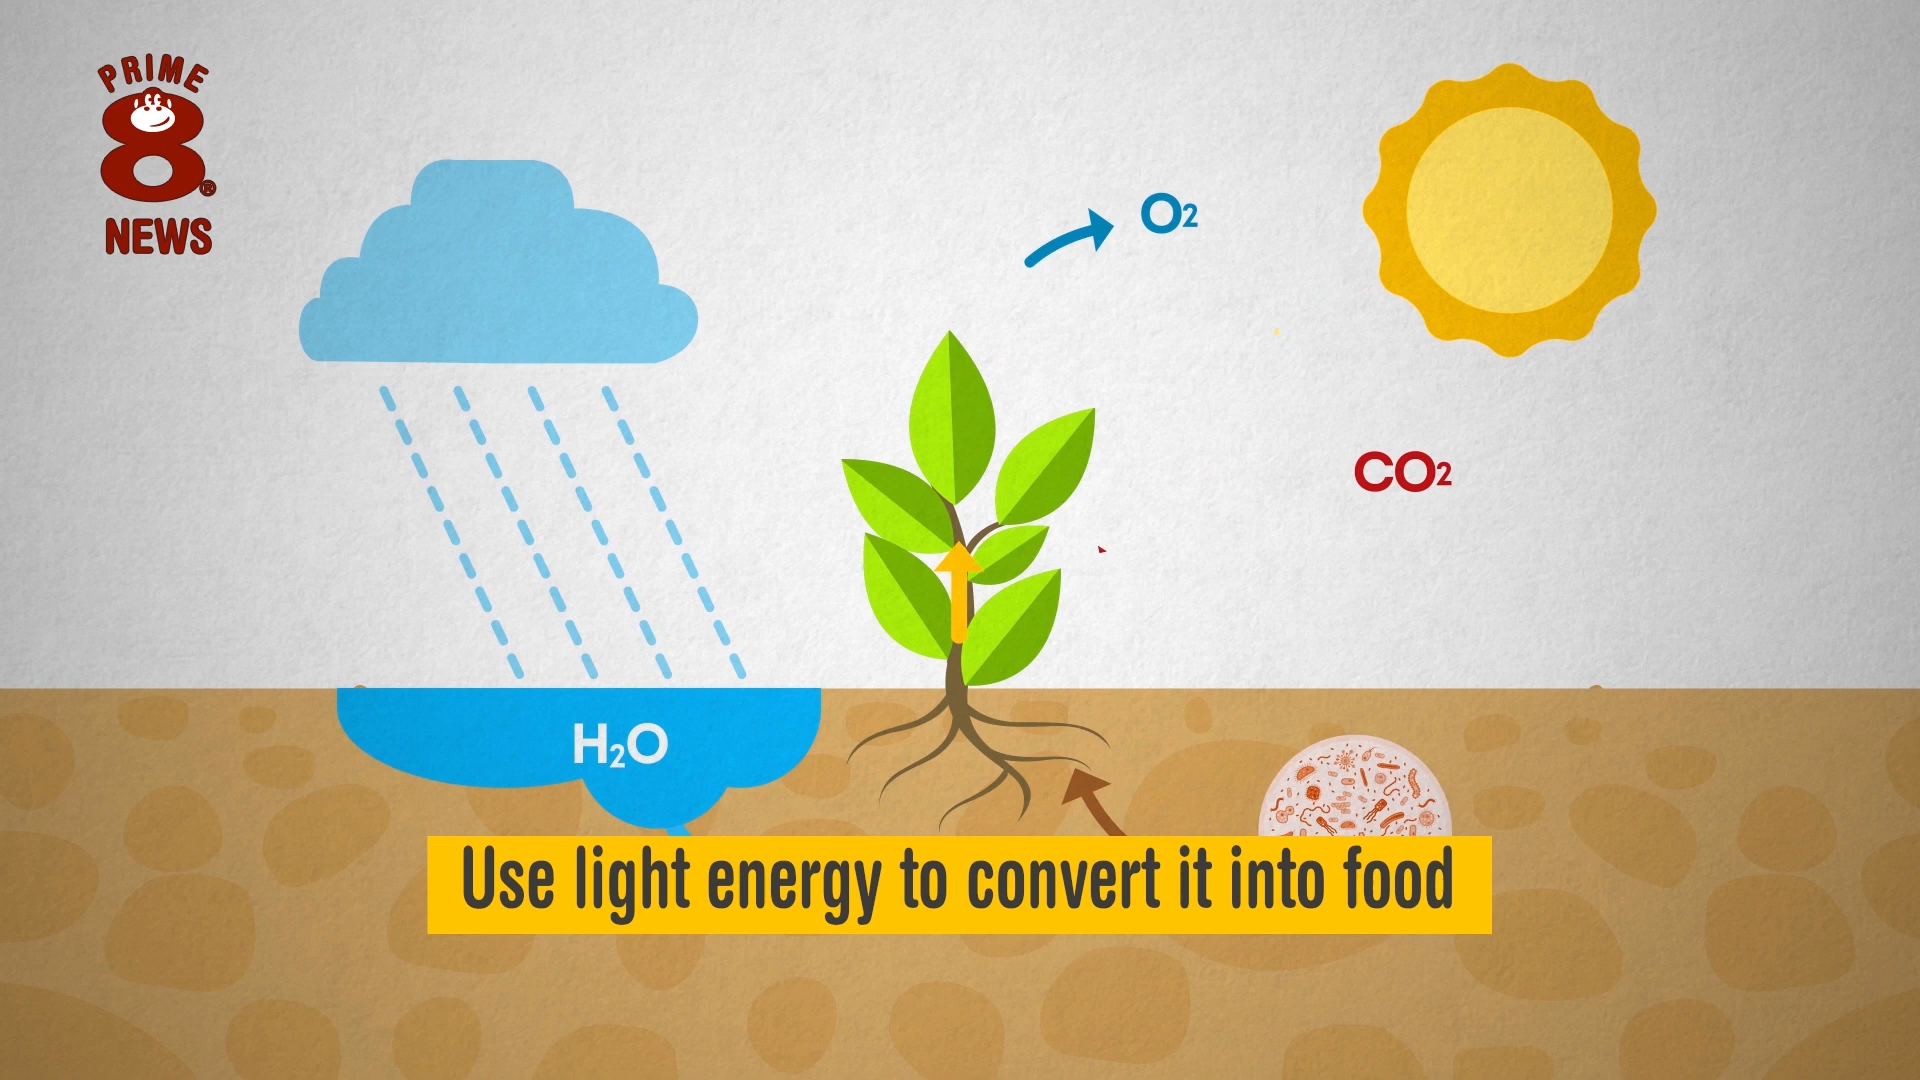 PRIME
8®
NEWS
O2
CO2
H2O
Use light energy to convert it into food